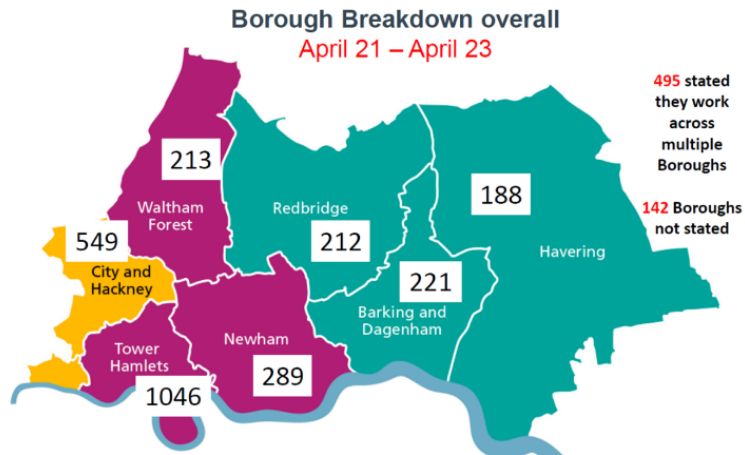 Borough Breakdown overall
April 21 – April 23
495 stated
they work
across
multiple
Boroughs
142 Boroughs
not stated
213
Waltham
Forest
Redbridge
212
188
Havering
549
City and
Hackney
221
Barking and
Dagenham
Newham
289
Tower
Hamlets
1046